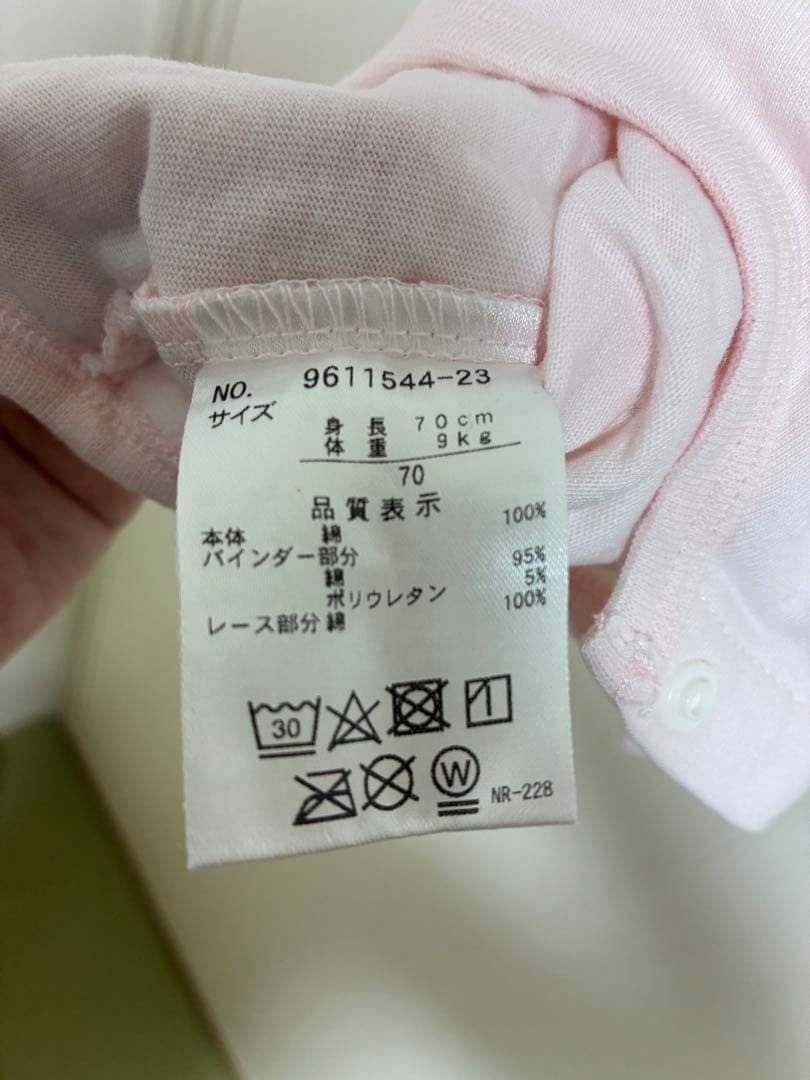 NO. 9611544-23
サイズ
身長 70cm
体重 9kg
70
品質表示
本体 綿 100%
バインダー部分
綿 95%
ポリウレタン 5%
レース部分 綿 100%
30
W
NR-228